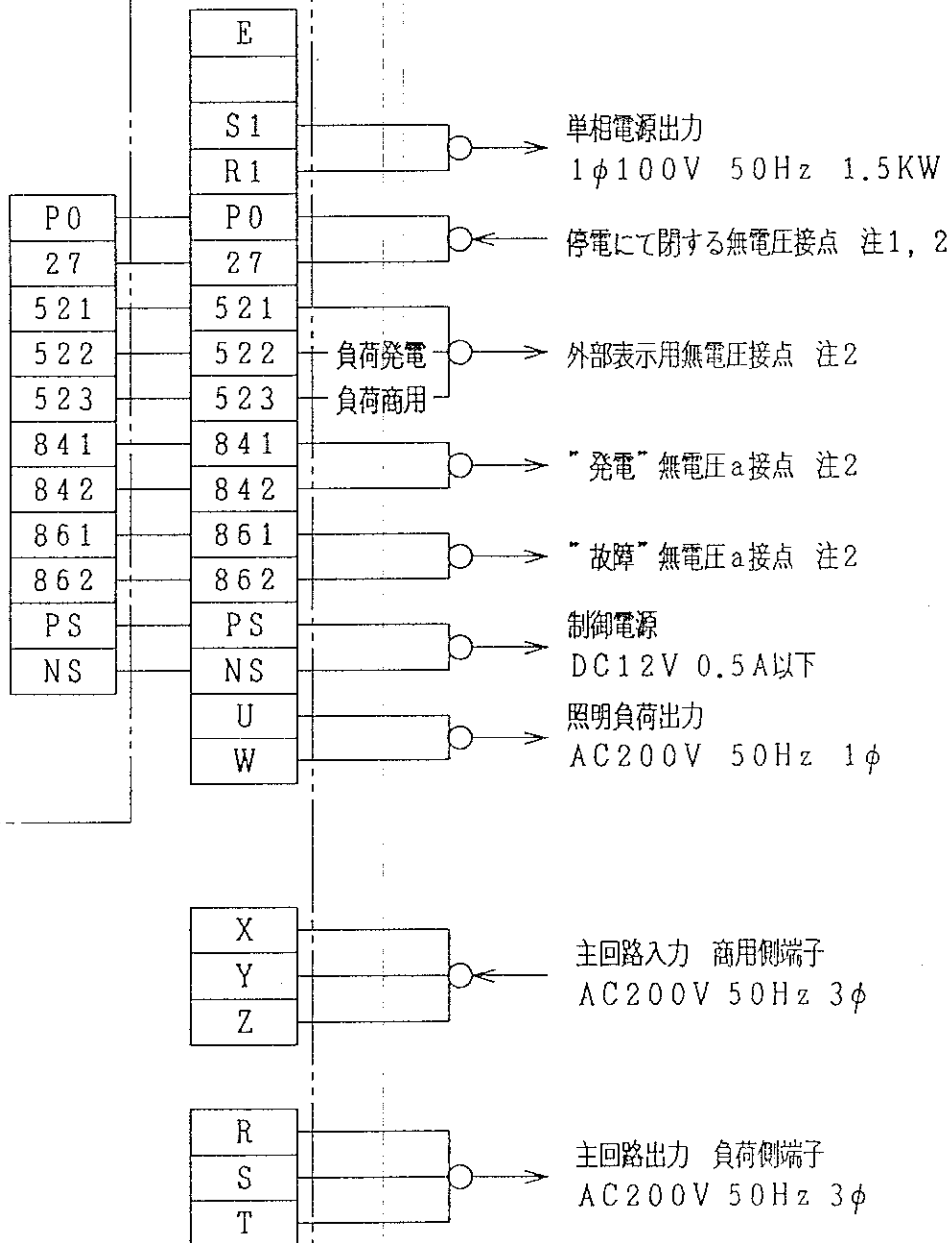 E
S1
R1
単相電源出力
1φ100V 50Hz 1.5KW
P0
P0
27
27
停電にて閉する無電圧接点 注1, 2
521
521
522
522
負荷発電
外部表示用無電圧接点 注2
523
523
負荷商用
841
841
842
842
"発電"無電圧a接点 注2
861
861
862
862
"故障"無電圧a接点 注2
PS
PS
NS
NS
制御電源
DC12V 0.5A以下
U
W
照明負荷出力
AC200V 50Hz 1φ
X
Y
Z
主回路入力 商用側端子
AC200V 50Hz 3φ
R
S
T
主回路出力 負荷側端子
AC200V 50Hz 3φ